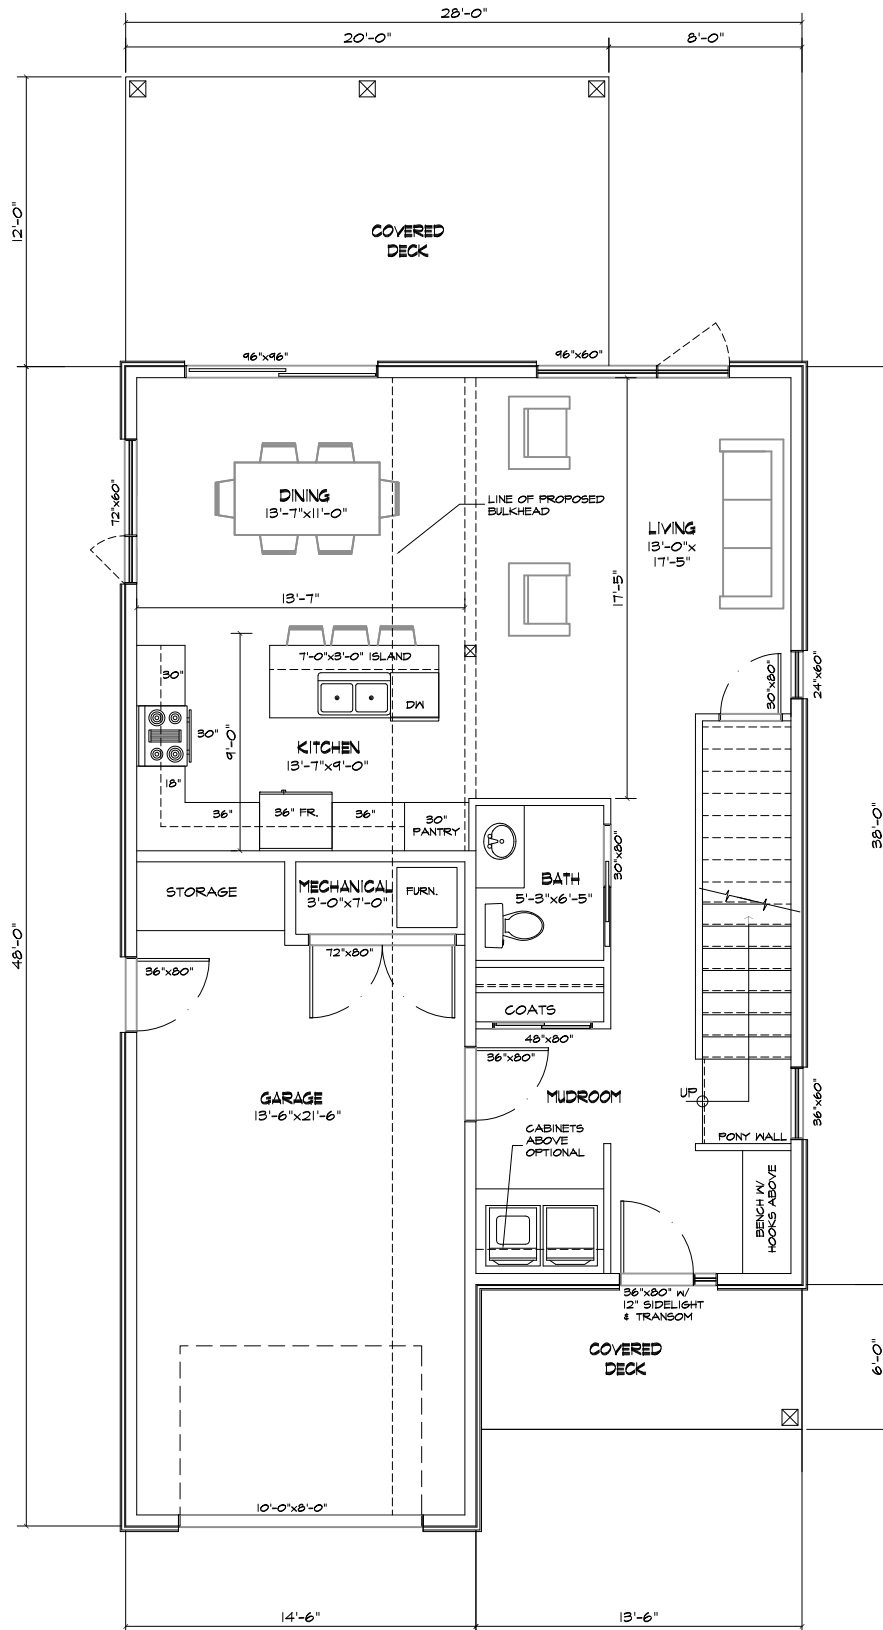 28'-0"
20'-0"
8'-0"
12'-0"
COVERED
DECK
96"x96"
96"x60"
72"x60"
DINING
13'-7"x11'-0"
LINE OF PROPOSED
BULKHEAD
LIVING
13'-0"x
17'-5"
17'-5"
13'-7"
7'-0"x3'-0" ISLAND
30"
DW
30"
9'-0"
KITCHEN
13'-7"x9'-0"
18"
36"
36" FR.
36"
30"
PANTRY
30"x80"
24"x60"
38'-0"
48'-0"
STORAGE
MECHANICAL
3'-0"x7'-0"
FURN.
BATH
5'-3"x6'-5"
30"x80"
72"x80"
36"x80"
COATS
48"x80"
36"x80"
GARAGE
13'-6"x21'-6"
MUDROOM
UP
36"x60"
CABINETS
ABOVE
OPTIONAL
PONY WALL
BENCH W/
HOOKS ABOVE
36"x80" W/
12" SIDELIGHT
& TRANSOM
COVERED
DECK
6'-0"
10'-0"x8'-0"
14'-6"
13'-6"